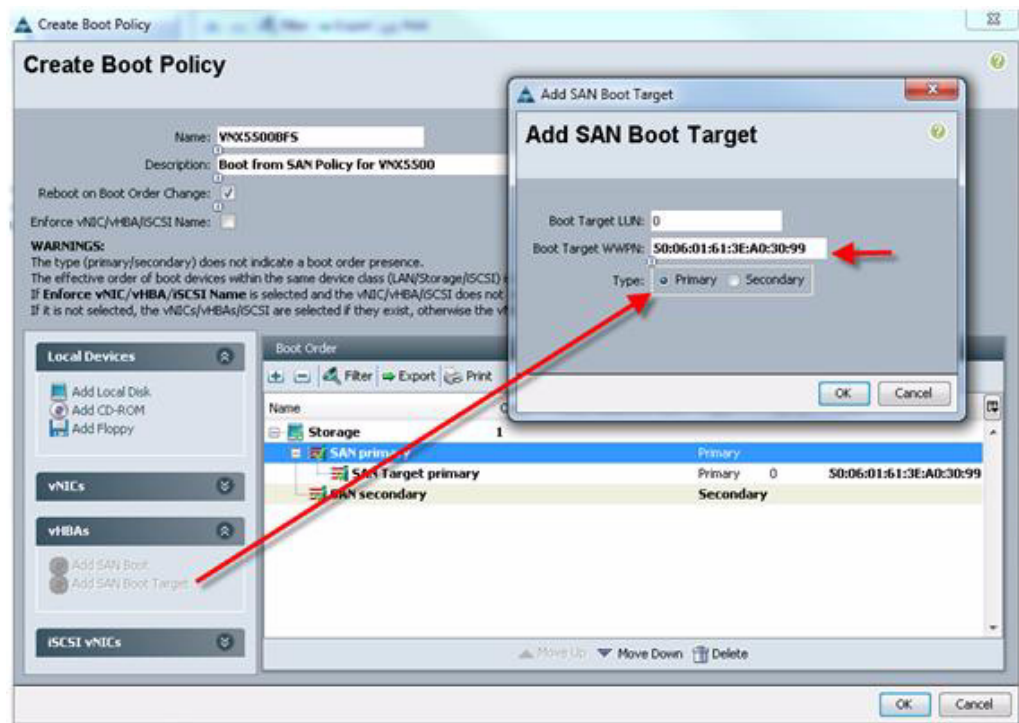 Create Boot Policy
Create Boot Policy
Name: VNX5500BFS
Description: Boot from SAN Policy for VNX5500
Reboot on Boot Order Change:
Enforce vNIC/vHBA/iSCSI Name:
WARNINGS:
The type (primary/secondary) does not indicate a boot order presence.
The effective order of boot devices within the same device class (LAN/Storage/iSCSI)
If Enforce vNIC/vHBA/iSCSI Name is selected and the vNIC/vHBA/iSCSI does not
If it is not selected, the vNICs/vHBAs/iSCSI are selected if they exist, otherwise the
Add SAN Boot Target
Add SAN Boot Target
Boot Target LUN: 0
Boot Target WWPN: 50:06:01:61:3E:A0:30:99
Type: Primary Secondary
OK Cancel
Local Devices
Add Local Disk
Add CD-ROM
Add Floppy
vNICs
vHBAs
Add SAN Boot
Add SAN Boot Target
iSCSI vNICs
Boot Order
Filter Export Print
Name
Storage 1
SAN primary Primary
SAN Target primary Primary 0 50:06:01:61:3E:A0:30:99
SAN secondary Secondary
Move Up Move Down Delete
OK Cancel